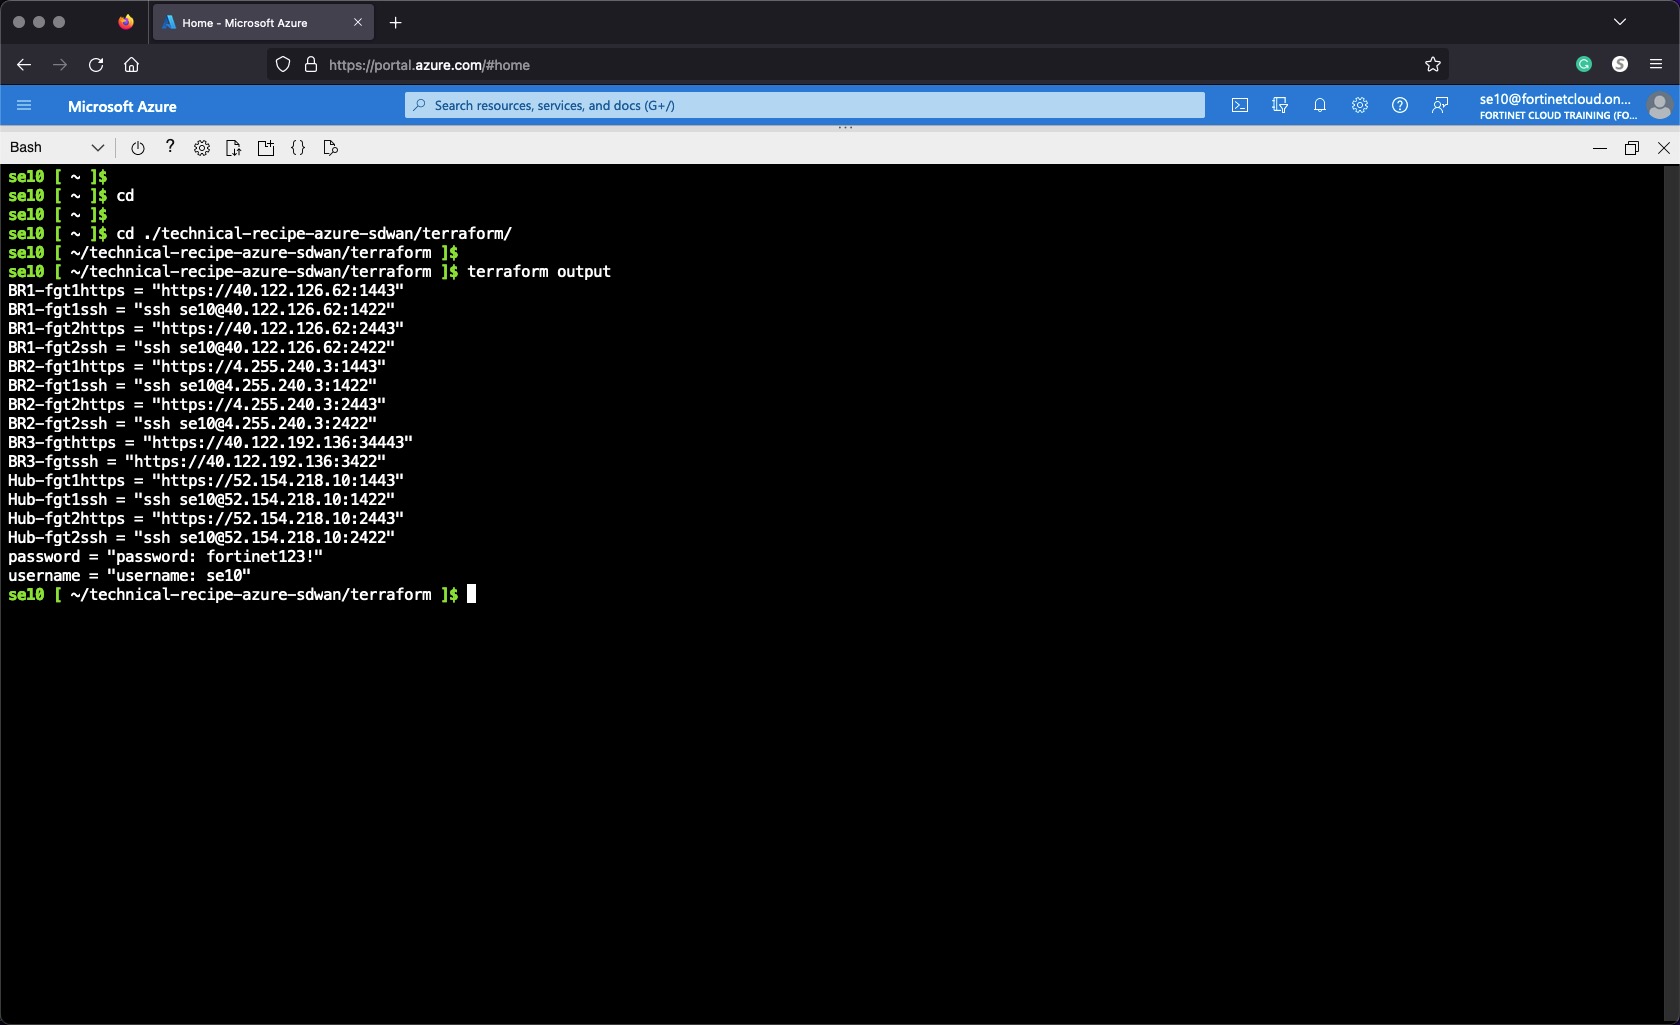 Home - Microsoft Azure
https://portal.azure.com/#home
Microsoft Azure
Search resources, services, and docs (G+/)
se10@fortinetcloud.on...
FORTINET CLOUD TRAINING (FO...
Bash
se10 [ ~ ]$
se10 [ ~ ]$ cd
se10 [ ~ ]$
se10 [ ~ ]$ cd ./technical-recipe-azure-sdwan/terraform/
se10 [ ~/technical-recipe-azure-sdwan/terraform ]$
se10 [ ~/technical-recipe-azure-sdwan/terraform ]$ terraform output
BR1-fgt1https = "https://40.122.126.62:1443"
BR1-fgt1ssh = "ssh se10@40.122.126.62:1422"
BR1-fgt2https = "https://40.122.126.62:2443"
BR1-fgt2ssh = "ssh se10@40.122.126.62:2422"
BR2-fgt1https = "https://4.255.240.3:1443"
BR2-fgt1ssh = "ssh se10@4.255.240.3:1422"
BR2-fgt2https = "https://4.255.240.3:2443"
BR2-fgt2ssh = "ssh se10@4.255.240.3:2422"
BR3-fgthttps = "https://40.122.192.136:34443"
BR3-fgtssh = "https://40.122.192.136:3422"
Hub-fgt1https = "https://52.154.218.10:1443"
Hub-fgt1ssh = "ssh se10@52.154.218.10:1422"
Hub-fgt2https = "https://52.154.218.10:2443"
Hub-fgt2ssh = "ssh se10@52.154.218.10:2422"
password = "password: fortinet123!"
username = "username: se10"
se10 [ ~/technical-recipe-azure-sdwan/terraform ]$